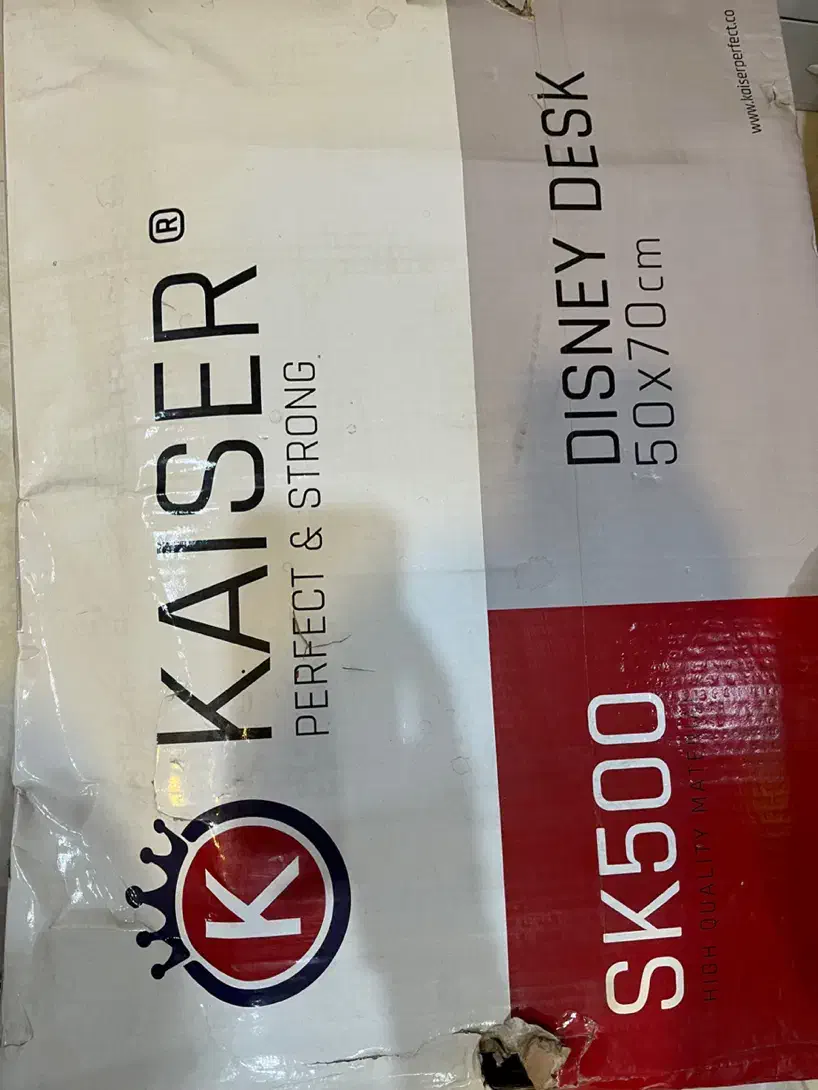 K
KAISER ®
PERFECT & STRONG
SK500
HIGH QUALITY
DISNEY DESK
50x70cm
www.kaiserperfect.co